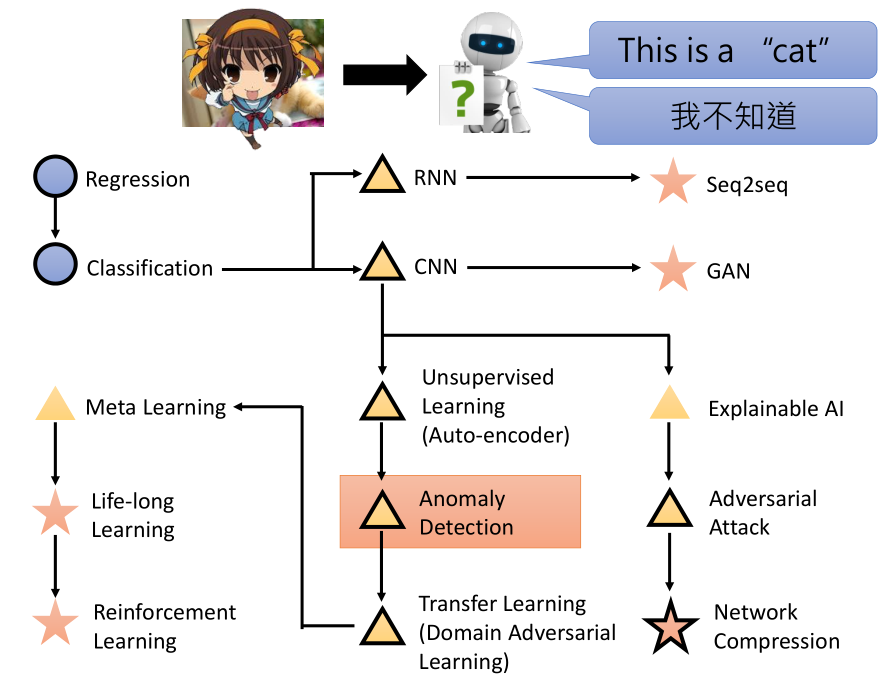 This is a “cat”
?
我不知道
Regression
RNN
Seq2seq
Classification
CNN
GAN
Meta Learning
Unsupervised
Learning
(Auto-encoder)
Explainable AI
Life-long
Learning
Anomaly
Detection
Adversarial
Attack
Reinforcement
Learning
Transfer Learning
(Domain Adversarial
Learning)
Network
Compression